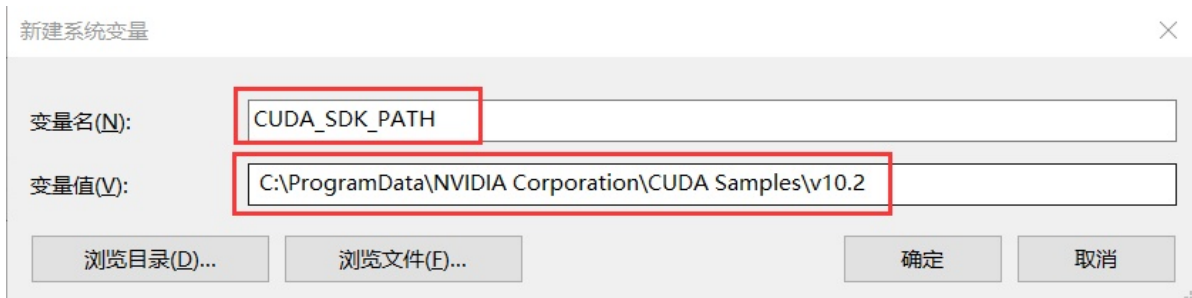 新建系统变量
变量名(N):
CUDA_SDK_PATH
变量值(V):
C:\ProgramData\NVIDIA Corporation\CUDA Samples\v10.2
浏览目录(D)... 浏览文件(F)... 确定 取消